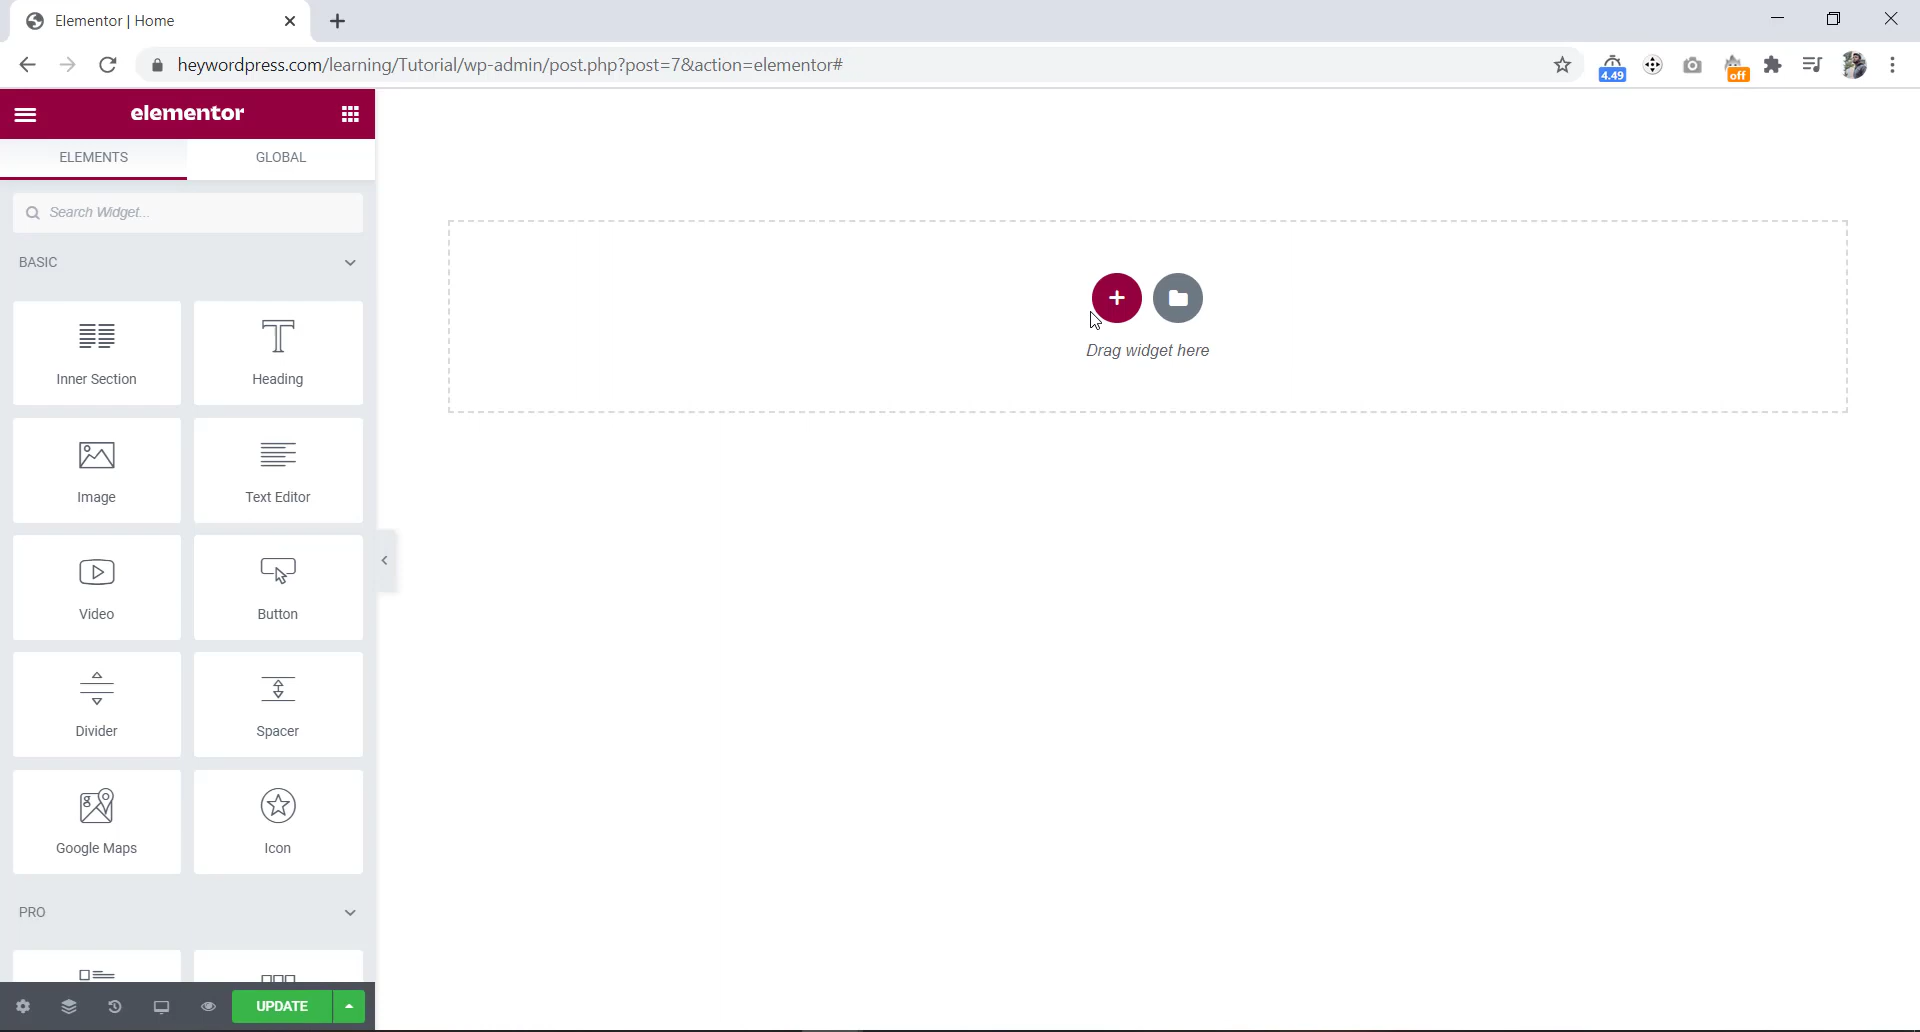 Elementor | Home
heywordpress.com/learning/Tutorial/wp-admin/post.php?post=7&action=elementor#
4.49
off
elementor
ELEMENTS GLOBAL
Search Widget...
BASIC
Inner Section Heading
Image Text Editor
Video Button
Divider Spacer
Google Maps Icon
PRO
UPDATE
Drag widget here